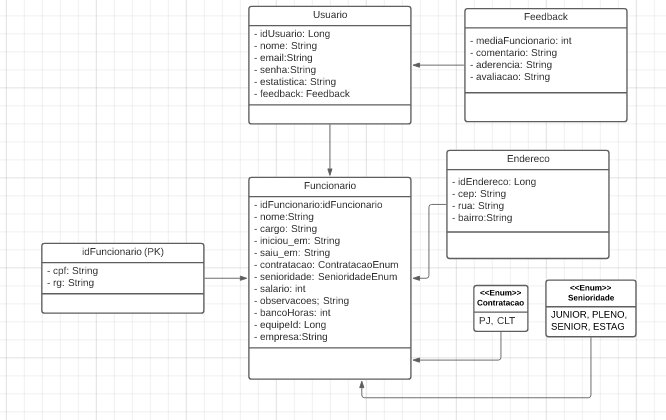 Usuario
- idUsuario: Long
- nome: String
- email:String
- senha:String
- estatistica: String
- feedback: Feedback
Feedback
- mediaFuncionario: int
- comentario: String
- aderencia: String
- avaliacao: String
Funcionario
- idFuncionario:idFuncionario
- nome:String
- cargo: String
- iniciou_em: String
- saiu_em: String
- contratacao: ContratacaoEnum
- senioridade: SenioridadeEnum
- salario: int
- observacoes; String
- bancoHoras: int
- equipeId: Long
- empresa:String
Endereco
- idEndereco: Long
- cep: String
- rua: String
- bairro:String
idFuncionario (PK)
- cpf: String
- rg: String
<<Enum>>
Contratacao
PJ, CLT
<<Enum>>
Senioridade
JUNIOR, PLENO,
SENIOR, ESTAG